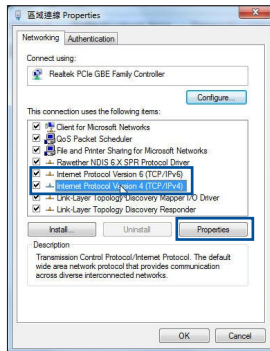 區域連線 Properties
Networking
Authentication
Connect using:
Realtek PCIe GBE Family Controller
Configure...
This connection uses the following items:
Client for Microsoft Networks
QoS Packet Scheduler
File and Printer Sharing for Microsoft Networks
Rawether NDIS 6.X SPR Protocol Driver
Internet Protocol Version 6 (TCP/IPv6)
Internet Protocol Version 4 (TCP/IPv4)
Link-Layer Topology Discovery Mapper I/O Driver
Link-Layer Topology Discovery Responder
Install...
Uninstall
Properties
Description
Transmission Control Protocol/Internet Protocol. The default
wide area network protocol that provides communication
across diverse interconnected networks.
OK
Cancel